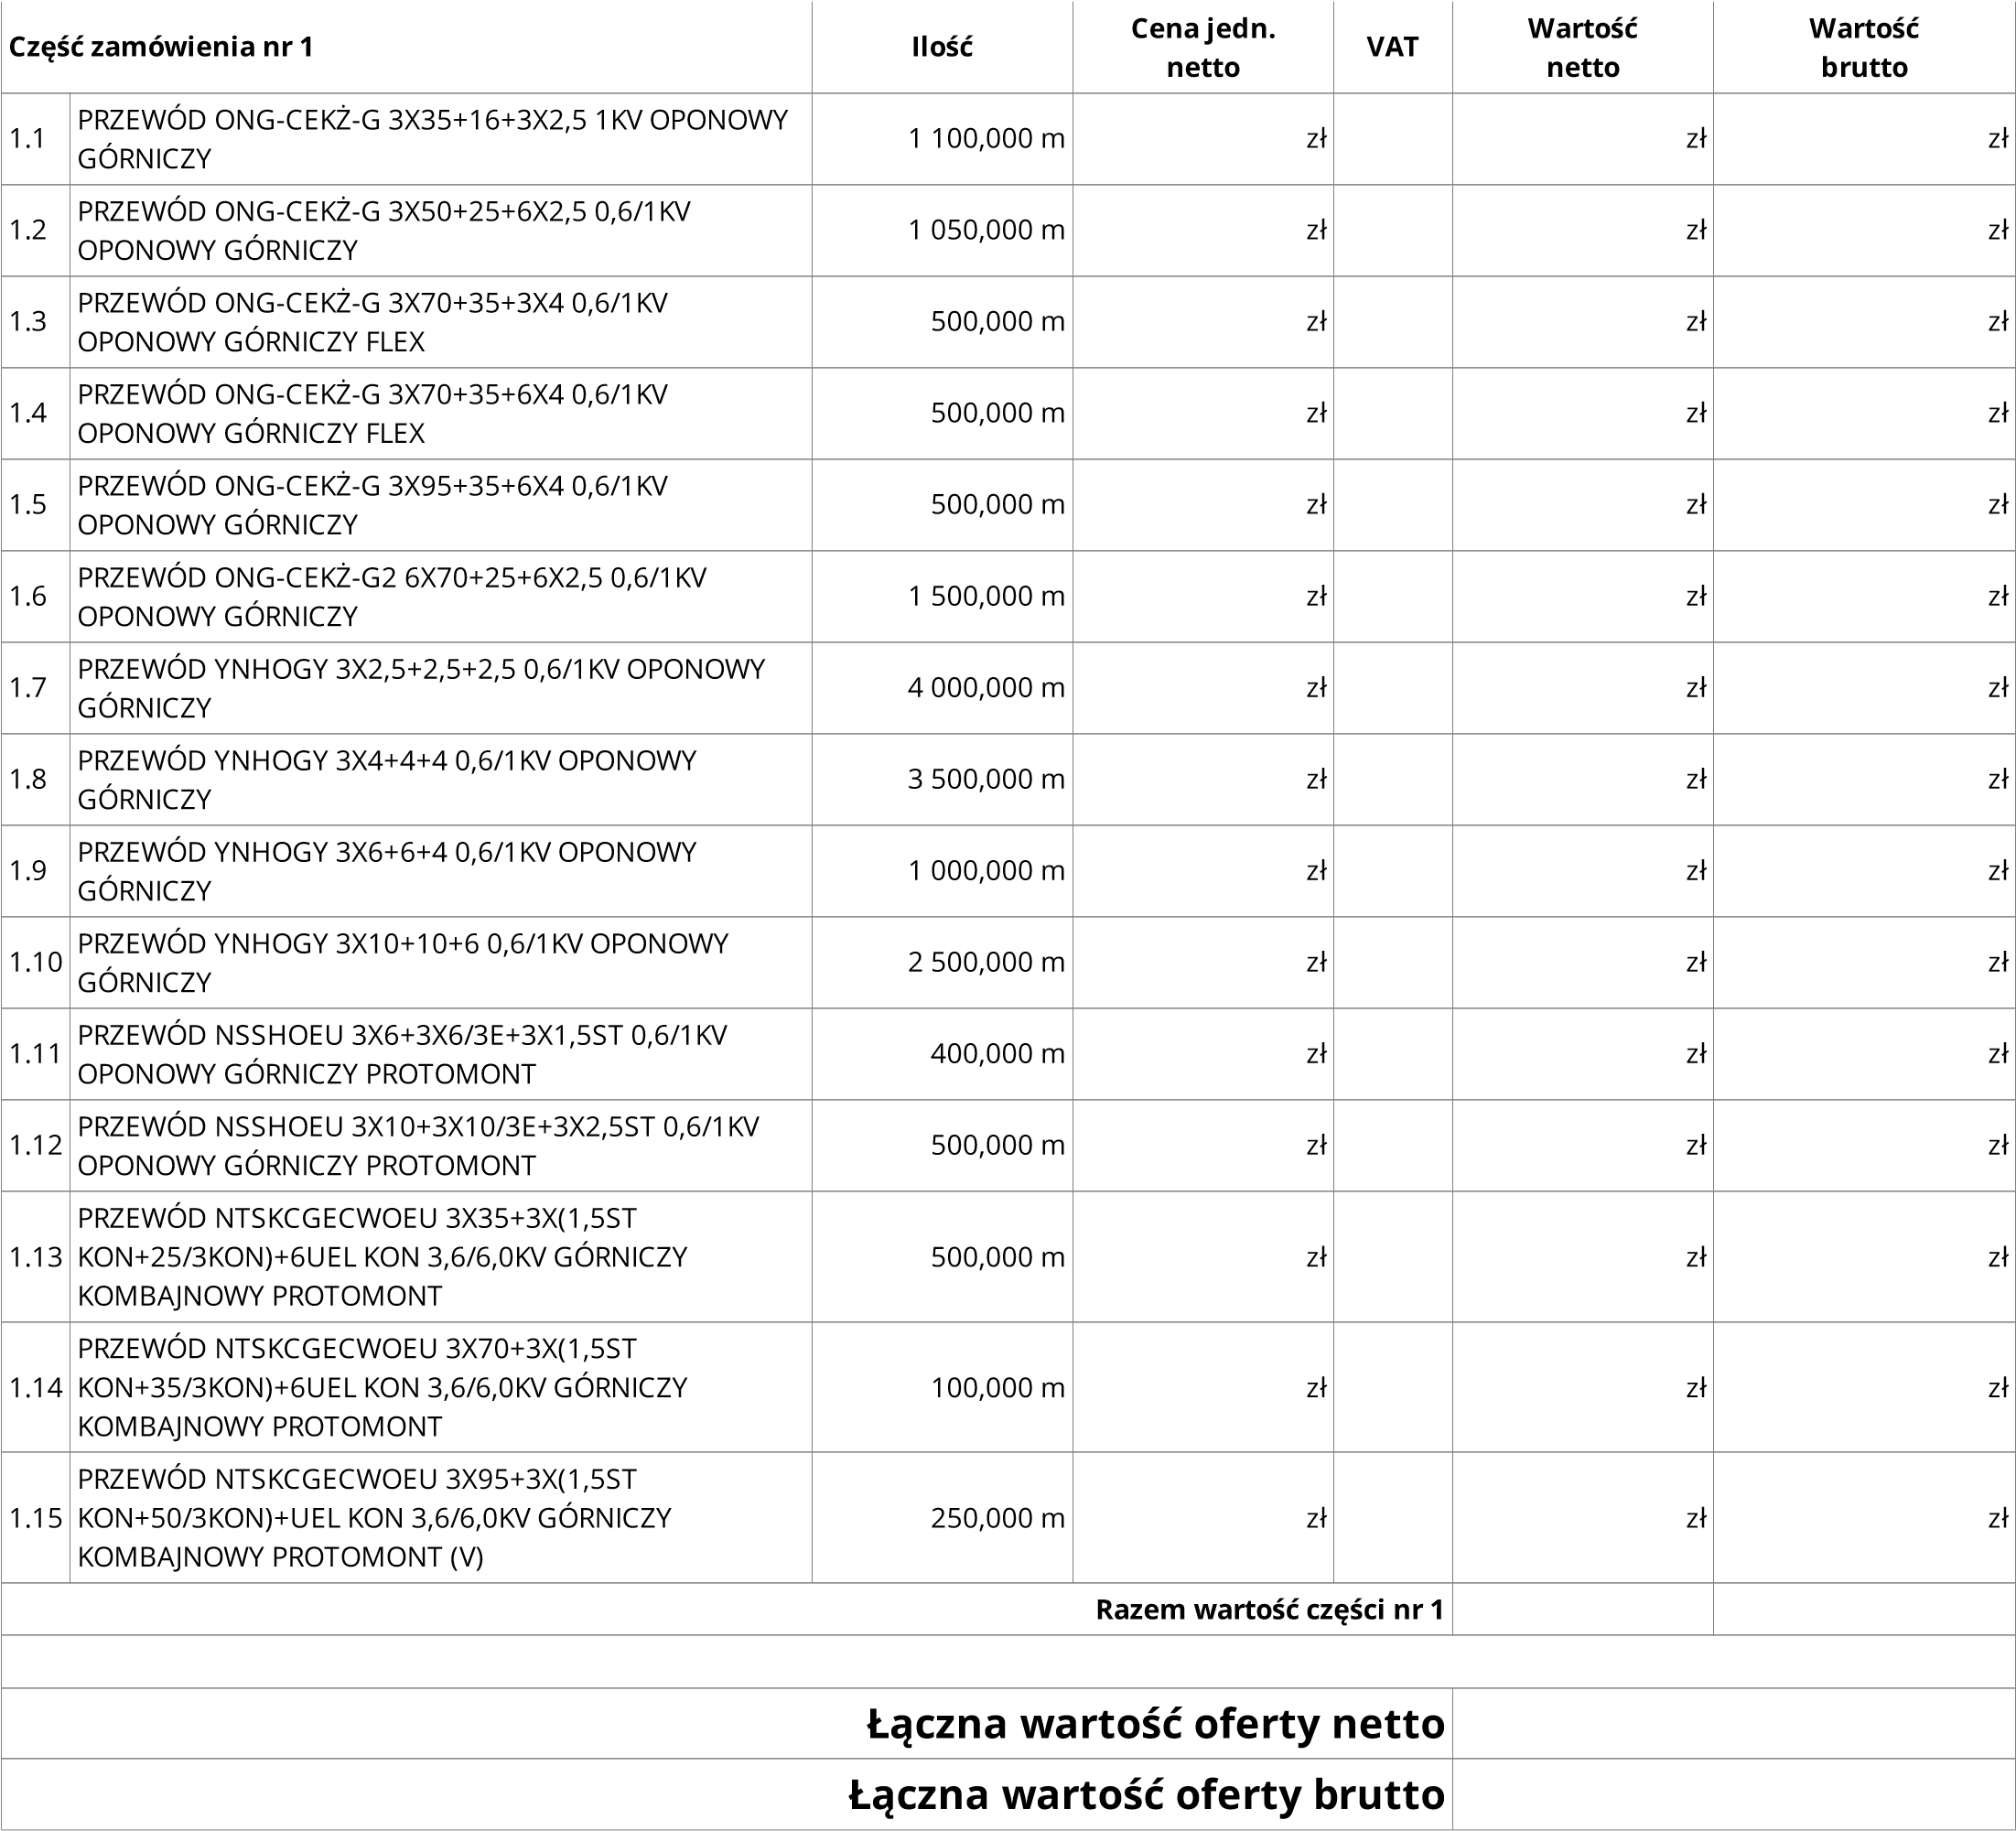 Część zamówienia nr 1 Ilość Cena jedn. netto VAT Wartość netto Wartość brutto
1.1 PRZEWÓD ONG-CEKŻ-G 3X35+16+3X2,5 1KV OPONOWY
GÓRNICZY 1 100,000 m zł zł zł
1.2 PRZEWÓD ONG-CEKŻ-G 3X50+25+6X2,5 0,6/1KV
OPONOWY GÓRNICZY 1 050,000 m zł zł zł
1.3 PRZEWÓD ONG-CEKŻ-G 3X70+35+3X4 0,6/1KV
OPONOWY GÓRNICZY FLEX 500,000 m zł zł zł
1.4 PRZEWÓD ONG-CEKŻ-G 3X70+35+6X4 0,6/1KV
OPONOWY GÓRNICZY FLEX 500,000 m zł zł zł
1.5 PRZEWÓD ONG-CEKŻ-G 3X95+35+6X4 0,6/1KV
OPONOWY GÓRNICZY 500,000 m zł zł zł
1.6 PRZEWÓD ONG-CEKŻ-G2 6X70+25+6X2,5 0,6/1KV
OPONOWY GÓRNICZY 1 500,000 m zł zł zł
1.7 PRZEWÓD YNHOGY 3X2,5+2,5+2,5 0,6/1KV OPONOWY
GÓRNICZY 4 000,000 m zł zł zł
1.8 PRZEWÓD YNHOGY 3X4+4+4 0,6/1KV OPONOWY
GÓRNICZY 3 500,000 m zł zł zł
1.9 PRZEWÓD YNHOGY 3X6+6+4 0,6/1KV OPONOWY
GÓRNICZY 1 000,000 m zł zł zł
1.10 PRZEWÓD YNHOGY 3X10+10+6 0,6/1KV OPONOWY
GÓRNICZY 2 500,000 m zł zł zł
1.11 PRZEWÓD NSSHOEU 3X6+3X6/3E+3X1,5ST 0,6/1KV
OPONOWY GÓRNICZY PROTOMONT 400,000 m zł zł zł
1.12 PRZEWÓD NSSHOEU 3X10+3X10/3E+3X2,5ST 0,6/1KV
OPONOWY GÓRNICZY PROTOMONT 500,000 m zł zł zł
1.13 PRZEWÓD NTSKCGECWOEU 3X35+3X(1,5ST
KON+25/3KON)+6UEL KON 3,6/6,0KV GÓRNICZY
KOMBAJNOWY PROTOMONT 500,000 m zł zł zł
1.14 PRZEWÓD NTSKCGECWOEU 3X70+3X(1,5ST
KON+35/3KON)+6UEL KON 3,6/6,0KV GÓRNICZY
KOMBAJNOWY PROTOMONT 100,000 m zł zł zł
1.15 PRZEWÓD NTSKCGECWOEU 3X95+3X(1,5ST
KON+50/3KON)+UEL KON 3,6/6,0KV GÓRNICZY
KOMBAJNOWY PROTOMONT (V) 250,000 m zł zł zł
Razem wartość części nr 1
Łączna wartość oferty netto
Łączna wartość oferty brutto